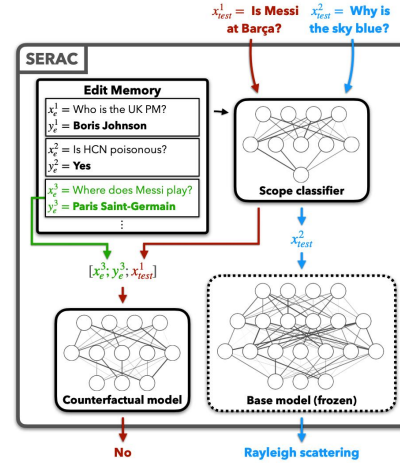 x¹test = Is Messi at Barça?
x²test = Why is the sky blue?
SERAC
Edit Memory
x¹e = Who is the UK PM?
y¹e = Boris Johnson
x²e = Is HCN poisonous?
y²e = Yes
x³e = Where does Messi play?
y³e = Paris Saint-Germain
⋮
Scope classifier
x²test
[x³e; y³e; x¹test]
Counterfactual model
Base model (frozen)
No
Rayleigh scattering